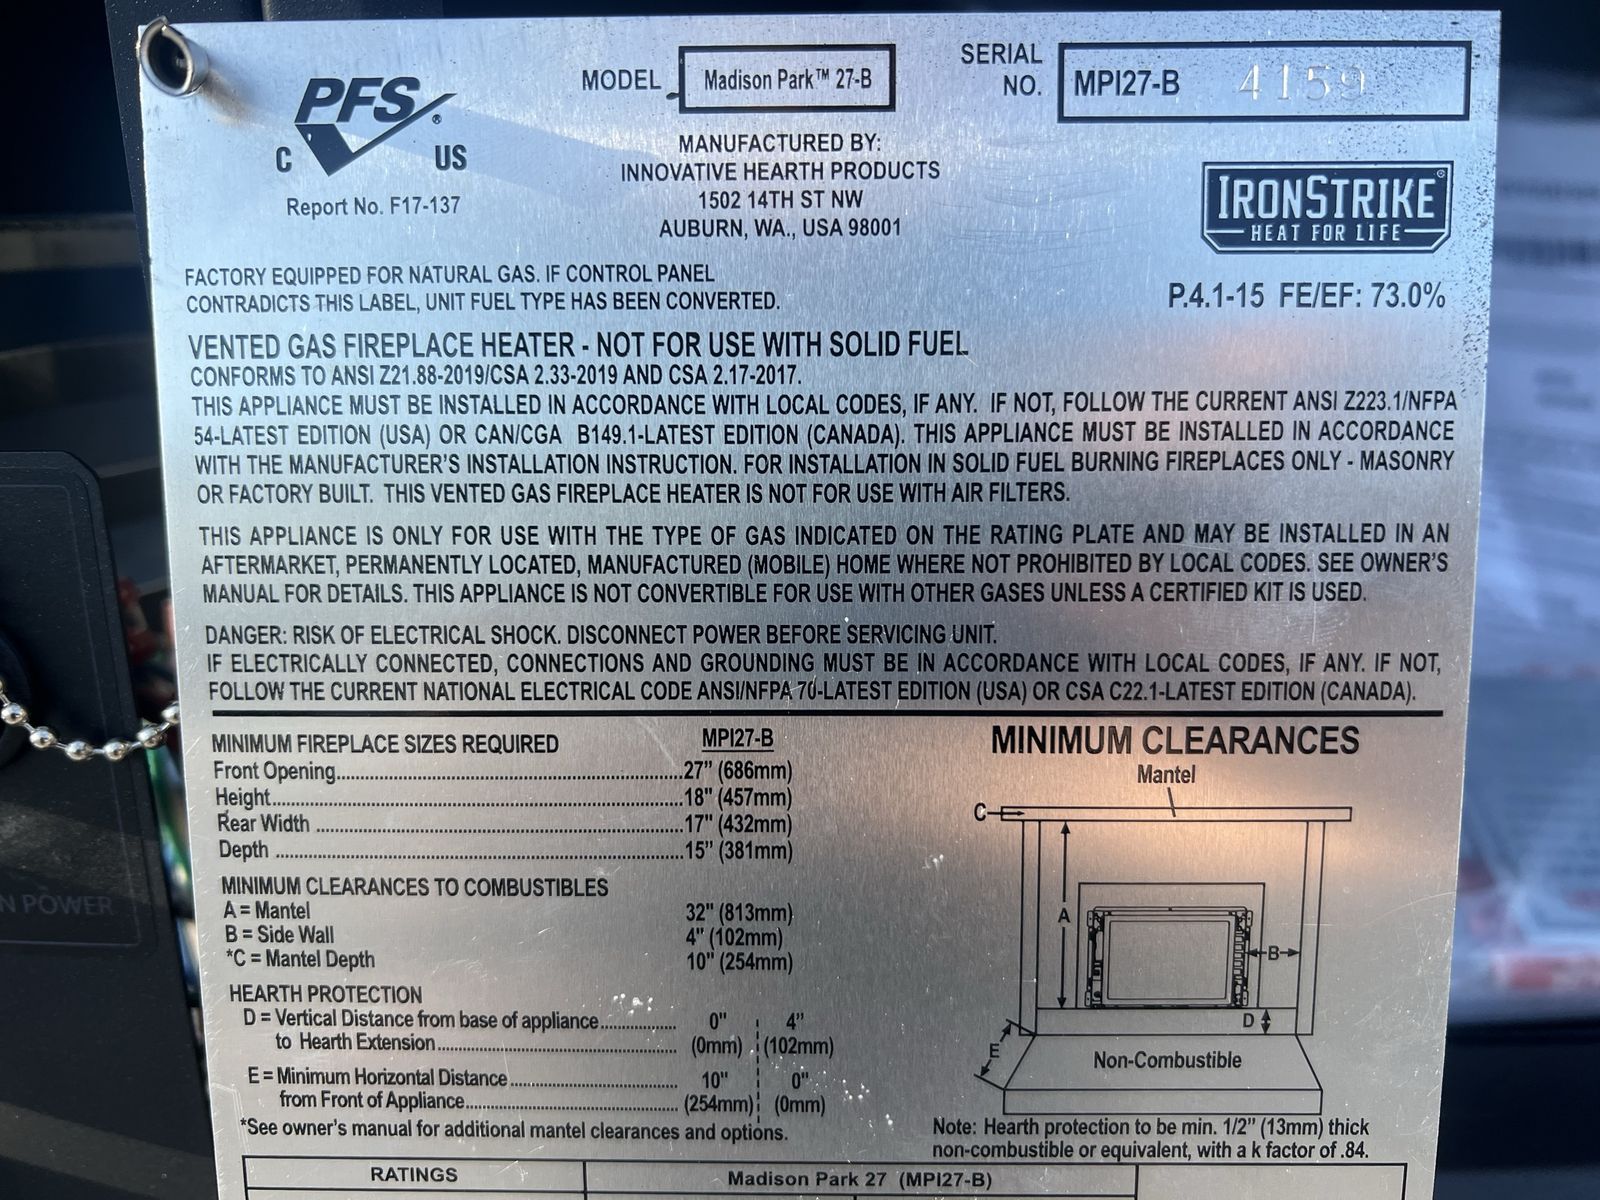 PFS®
C US
Report No. F17-137
MODEL Madison Park™ 27-B
SERIAL NO. MPI27-B 4159
MANUFACTURED BY:
INNOVATIVE HEARTH PRODUCTS
1502 14TH ST NW
AUBURN, WA., USA 98001
IRONSTRIKE®
HEAT FOR LIFE
FACTORY EQUIPPED FOR NATURAL GAS. IF CONTROL PANEL
CONTRADICTS THIS LABEL, UNIT FUEL TYPE HAS BEEN CONVERTED.
P.4.1-15 FE/EF: 73.0%
VENTED GAS FIREPLACE HEATER - NOT FOR USE WITH SOLID FUEL
CONFORMS TO ANSI Z21.88-2019/CSA 2.33-2019 AND CSA 2.17-2017.
THIS APPLIANCE MUST BE INSTALLED IN ACCORDANCE WITH LOCAL CODES, IF ANY. IF NOT, FOLLOW THE CURRENT ANSI Z223.1/NFPA
54-LATEST EDITION (USA) OR CAN/CGA B149.1-LATEST EDITION (CANADA). THIS APPLIANCE MUST BE INSTALLED IN ACCORDANCE
WITH THE MANUFACTURER'S INSTALLATION INSTRUCTION. FOR INSTALLATION IN SOLID FUEL BURNING FIREPLACES ONLY - MASONRY
OR FACTORY BUILT. THIS VENTED GAS FIREPLACE HEATER IS NOT FOR USE WITH AIR FILTERS.
THIS APPLIANCE IS ONLY FOR USE WITH THE TYPE OF GAS INDICATED ON THE RATING PLATE AND MAY BE INSTALLED IN AN
AFTERMARKET, PERMANENTLY LOCATED, MANUFACTURED (MOBILE) HOME WHERE NOT PROHIBITED BY LOCAL CODES. SEE OWNER'S
MANUAL FOR DETAILS. THIS APPLIANCE IS NOT CONVERTIBLE FOR USE WITH OTHER GASES UNLESS A CERTIFIED KIT IS USED.
DANGER: RISK OF ELECTRICAL SHOCK. DISCONNECT POWER BEFORE SERVICING UNIT.
IF ELECTRICALLY CONNECTED, CONNECTIONS AND GROUNDING MUST BE IN ACCORDANCE WITH LOCAL CODES, IF ANY. IF NOT,
FOLLOW THE CURRENT NATIONAL ELECTRICAL CODE ANSI/NFPA 70-LATEST EDITION (USA) OR CSA C22.1-LATEST EDITION (CANADA).
MINIMUM FIREPLACE SIZES REQUIRED MPI27-B
Front Opening 27" (686mm)
Height 18" (457mm)
Rear Width 17" (432mm)
Depth 15" (381mm)
MINIMUM CLEARANCES TO COMBUSTIBLES
A = Mantel 32" (813mm)
B = Side Wall 4" (102mm)
*C = Mantel Depth 10" (254mm)
HEARTH PROTECTION
D = Vertical Distance from base of appliance 0" 4"
to Hearth Extension (0mm) (102mm)
E = Minimum Horizontal Distance 10" 0"
from Front of Appliance (254mm) (0mm)
*See owner's manual for additional mantel clearances and options.
MINIMUM CLEARANCES
Mantel
C
A
B
D
E
Non-Combustible
Note: Hearth protection to be min. 1/2" (13mm) thick
non-combustible or equivalent, with a k factor of .84.
RATINGS Madison Park 27 (MPI27-B)
N POWER